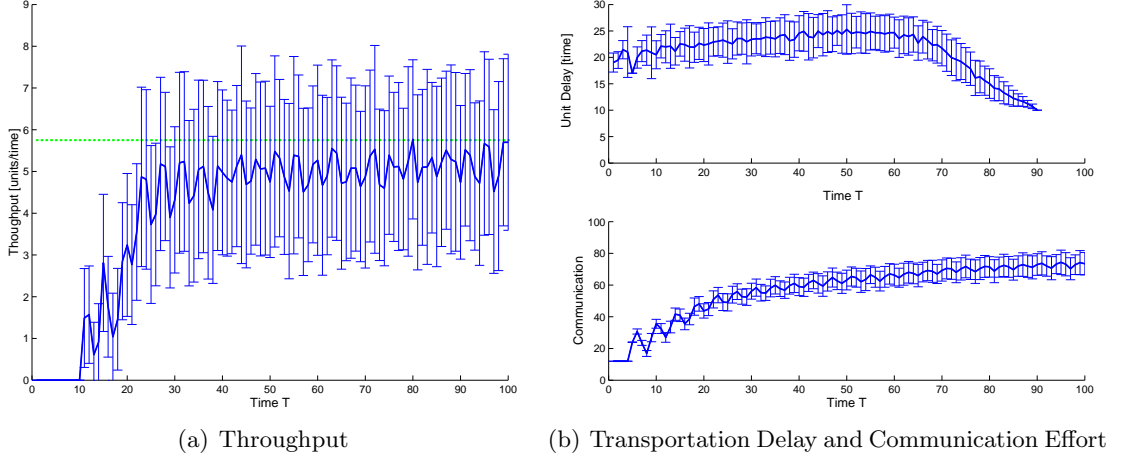 9
8
7
6
5
4
3
2
1
0
Thoughput [units/time]
0 10 20 30 40 50 60 70 80 90 100
Time T
(a) Throughput
30
25
20
15
10
5
0
Unit Delay [time]
0 10 20 30 40 50 60 70 80 90 100
Time T
100
80
60
40
20
0
Communication
0 10 20 30 40 50 60 70 80 90 100
Time T
(b) Transportation Delay and Communication Effort